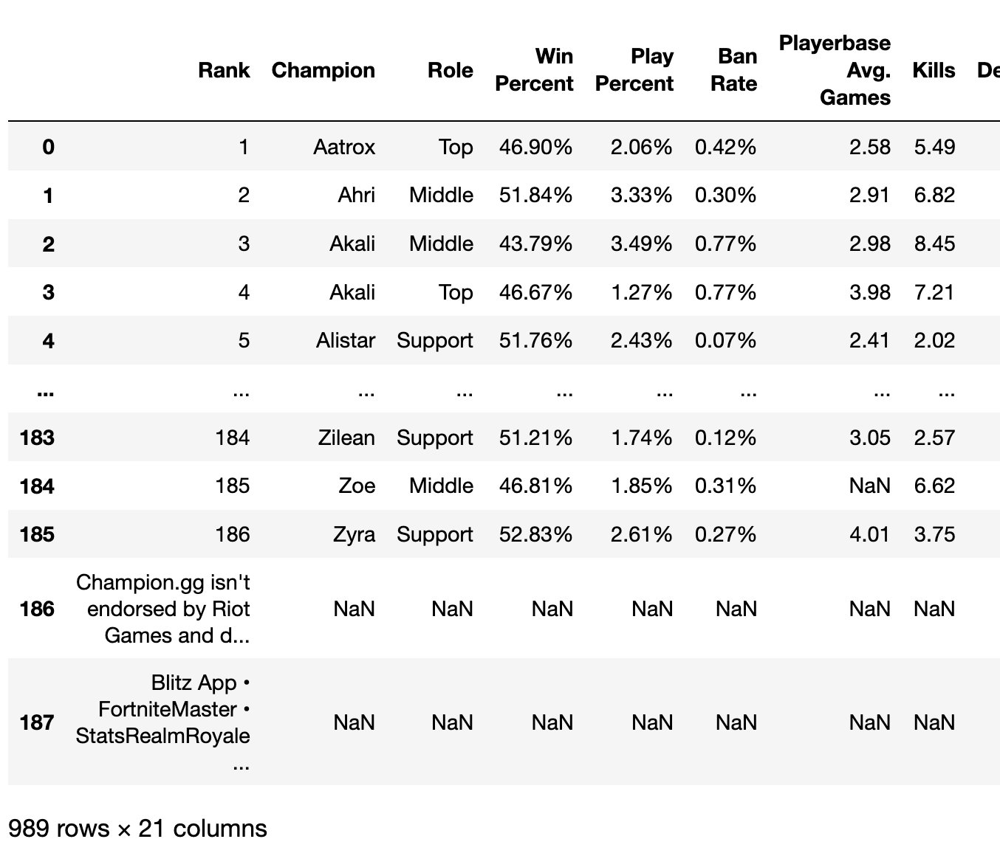 Rank Champion Role Win Percent Play Percent Ban Rate Playerbase Avg. Games Kills De
0 1 Aatrox Top 46.90% 2.06% 0.42% 2.58 5.49
1 2 Ahri Middle 51.84% 3.33% 0.30% 2.91 6.82
2 3 Akali Middle 43.79% 3.49% 0.77% 2.98 8.45
3 4 Akali Top 46.67% 1.27% 0.77% 3.98 7.21
4 5 Alistar Support 51.76% 2.43% 0.07% 2.41 2.02
... ... ... ... ... ... ... ... ...
183 184 Zilean Support 51.21% 1.74% 0.12% 3.05 2.57
184 185 Zoe Middle 46.81% 1.85% 0.31% NaN 6.62
185 186 Zyra Support 52.83% 2.61% 0.27% 4.01 3.75
186 Champion.gg isn't endorsed by Riot Games and d... NaN NaN NaN NaN NaN NaN NaN
187 Blitz App • FortniteMaster • StatsRealmRoyale ... NaN NaN NaN NaN NaN NaN NaN
989 rows × 21 columns